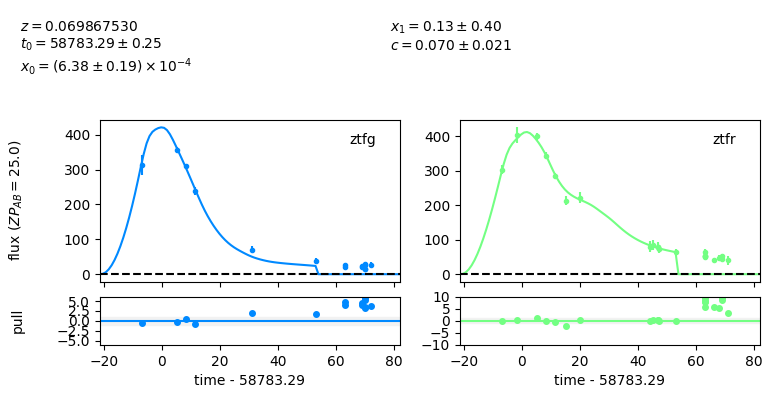 z = 0.069867530
t₀ = 58783.29 ± 0.25
x₀ = (6.38 ± 0.19) × 10⁻⁴
x₁ = 0.13 ± 0.40
c = 0.070 ± 0.021
flux (ZP_AB = 25.0)
400
300
200
100
0
ztfg
400
300
200
100
0
ztfr
pull
5.0
2.5
0.0
−2.5
−5.0
10
5
0
−5
−10
−20 0 20 40 60 80
−20 0 20 40 60 80
time - 58783.29
time - 58783.29